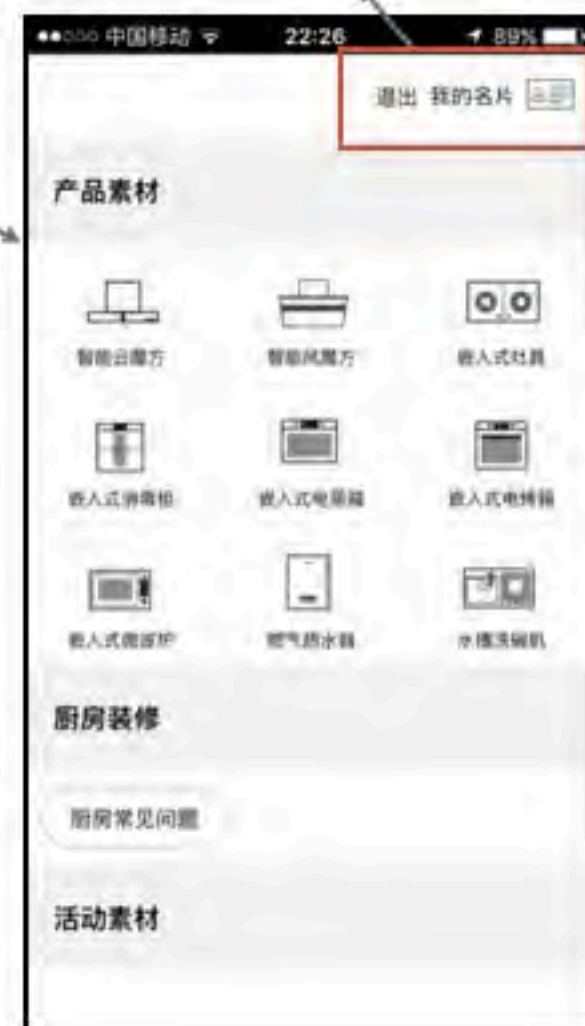 中国移动 22:26 89%
退出 我的名片
产品素材
智能云魔方 智能风魔方 嵌入式灶具
嵌入式消毒柜 嵌入式电蒸箱 嵌入式电烤箱
嵌入式微波炉 燃气热水器 水槽洗碗机
厨房装修
厨房常见问题
活动素材